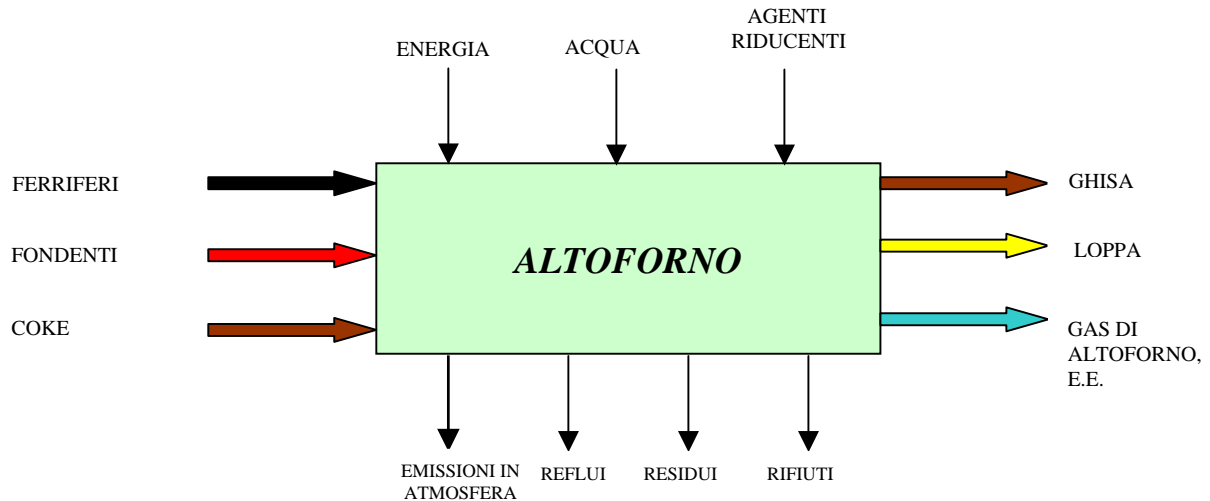 ENERGIA
ACQUA
AGENTI
RIDUCENTI
FERRIFERI
FONDENTI
COKE
ALTOFORNO
GHISA
LOPPA
GAS DI
ALTOFORNO,
E.E.
EMISSIONI IN
ATMOSFERA
REFLUI
RESIDUI
RIFIUTI